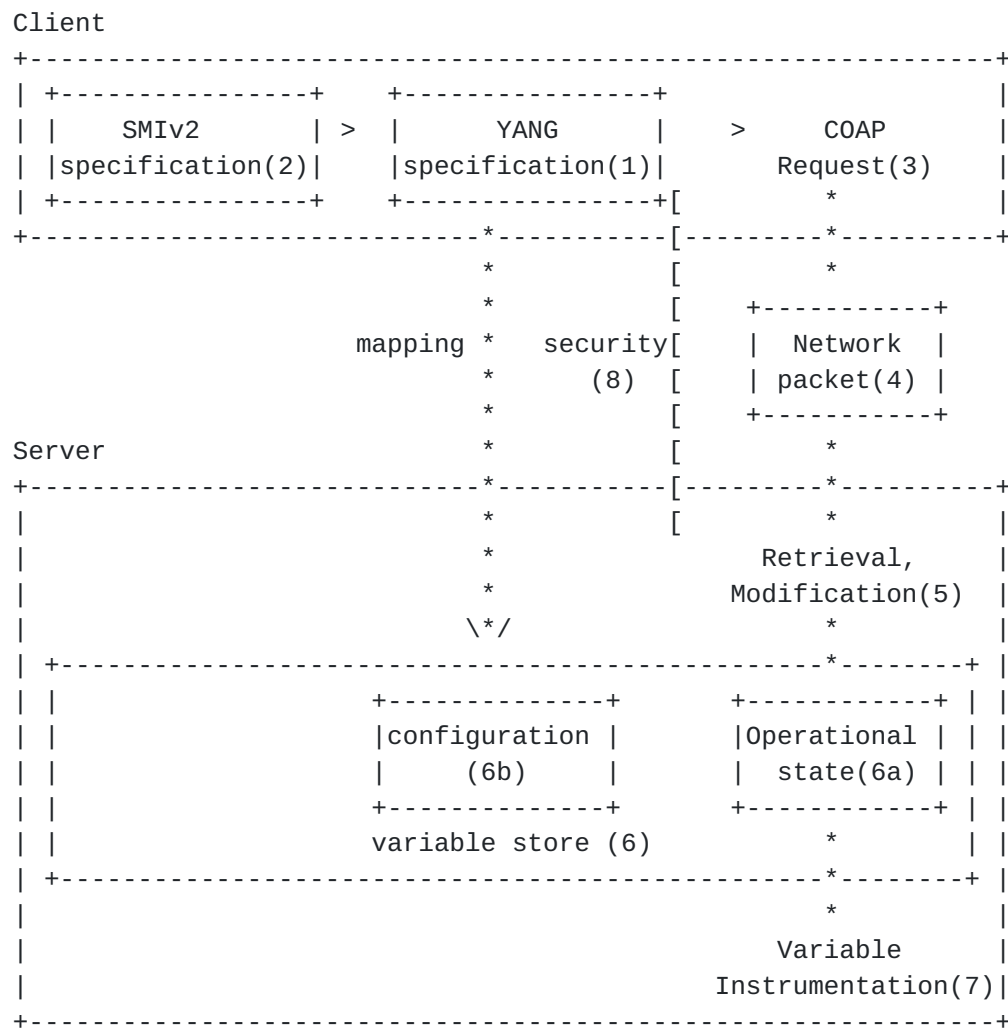 Client
+--------------------------------------------------------------+
| +----------------+    +----------------+                     |
| |    SMIv2       | >  |      YANG      |    >     COAP       |
| |specification(2)|    |specification(1)|       Request(3)    |
| +----------------+    +----------------+[         *          |
+-----------------------------*-----------[---------*----------+
                              *           [         *
                              *           [    +-----------+
                      mapping *   security[    |  Network  |
                              *      (8)  [    | packet(4) |
                              *           [    +-----------+
Server                        *           [         *
+-----------------------------*-----------[---------*----------+
|                             *           [         *          |
|                             *                 Retrieval,     |
|                             *               Modification(5)  |
|                            \*/                    *          |
| +-------------------------------------------------*--------+ |
| |                    +--------------+       +------------+ | |
| |                    |configuration |       |Operational | | |
| |                    |     (6b)     |       |  state(6a) | | |
| |                    +--------------+       +------------+ | |
| |                    variable store (6)           *        | |
| +-------------------------------------------------*--------+ |
|                                                   *          |
|                                                Variable      |
|                                            Instrumentation(7)|
+--------------------------------------------------------------+